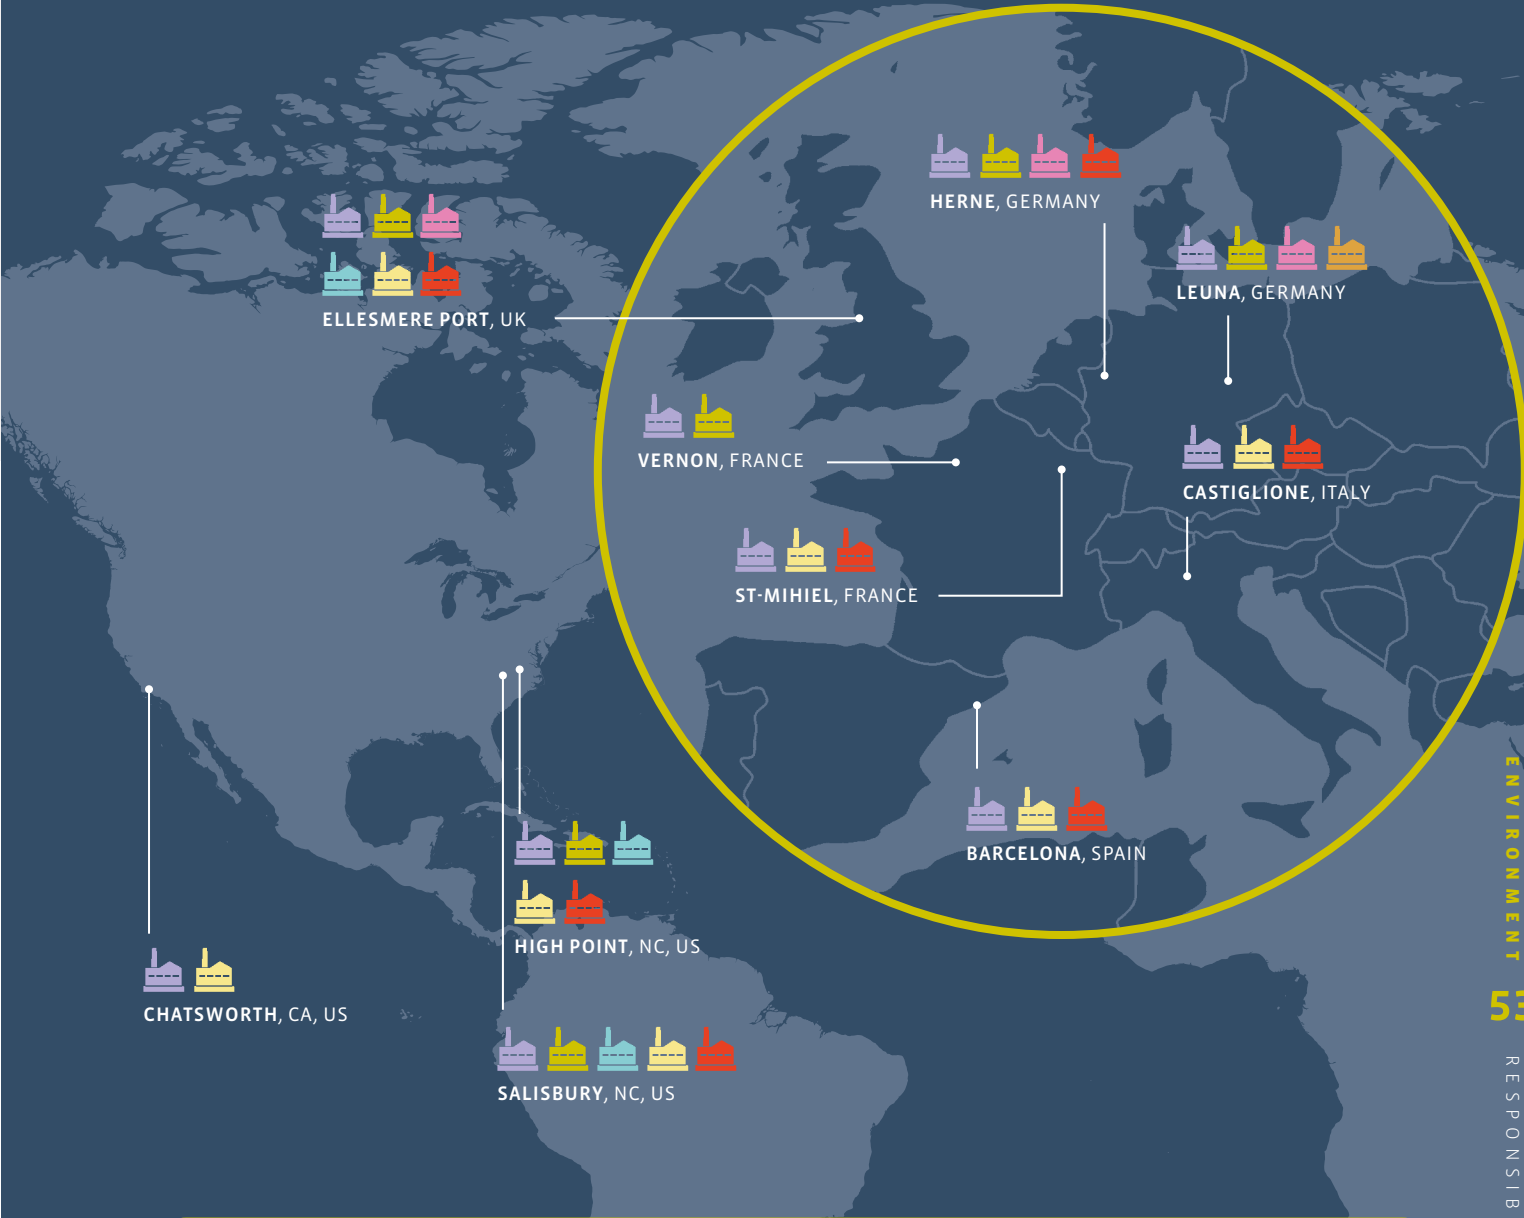 HERNE, GERMANY
LEUNA, GERMANY
ELLESMERE PORT, UK
VERNON, FRANCE
CASTIGLIONE, ITALY
ST-MIHIEL, FRANCE
BARCELONA, SPAIN
HIGH POINT, NC, US
CHATSWORTH, CA, US
SALISBURY, NC, US
ENVIRONMENT
53
RESPONSIB